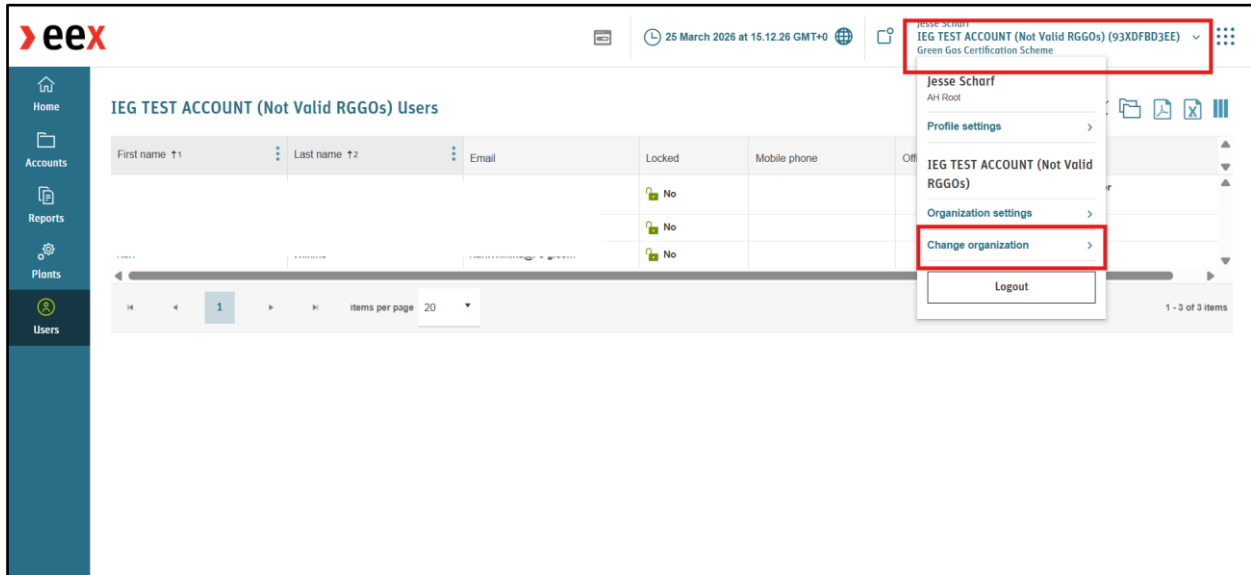 eex
25 March 2026 at 15.12.26 GMT+0
Jesse Scharf
IEG TEST ACCOUNT (Not Valid RGGOs) (93XDFBD3EE)
Green Gas Certification Scheme
Home
Accounts
Reports
Plants
Users
IEG TEST ACCOUNT (Not Valid RGGOs) Users
First name ↑1
Last name ↑2
Email
Locked
Mobile phone
No
No
No
1
items per page 20
1 - 3 of 3 items
Jesse Scharf
AH Root
Profile settings
IEG TEST ACCOUNT (Not Valid
RGGOs)
Organization settings
Change organization
Logout